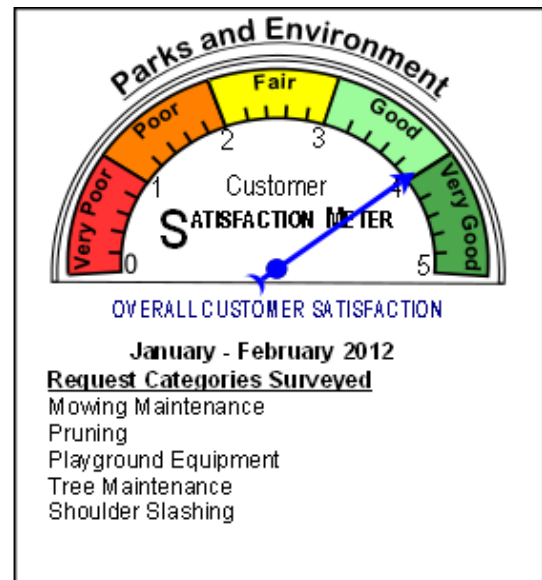 Parks and Environment
Very Poor
Poor
Fair
Good
Very Good
0
1
2
3
4
5
Customer
SATISFACTION METER
OVERALL CUSTOMER SATISFACTION
January - February 2012
Request Categories Surveyed
Mowing Maintenance
Pruning
Playground Equipment
Tree Maintenance
Shoulder Slashing